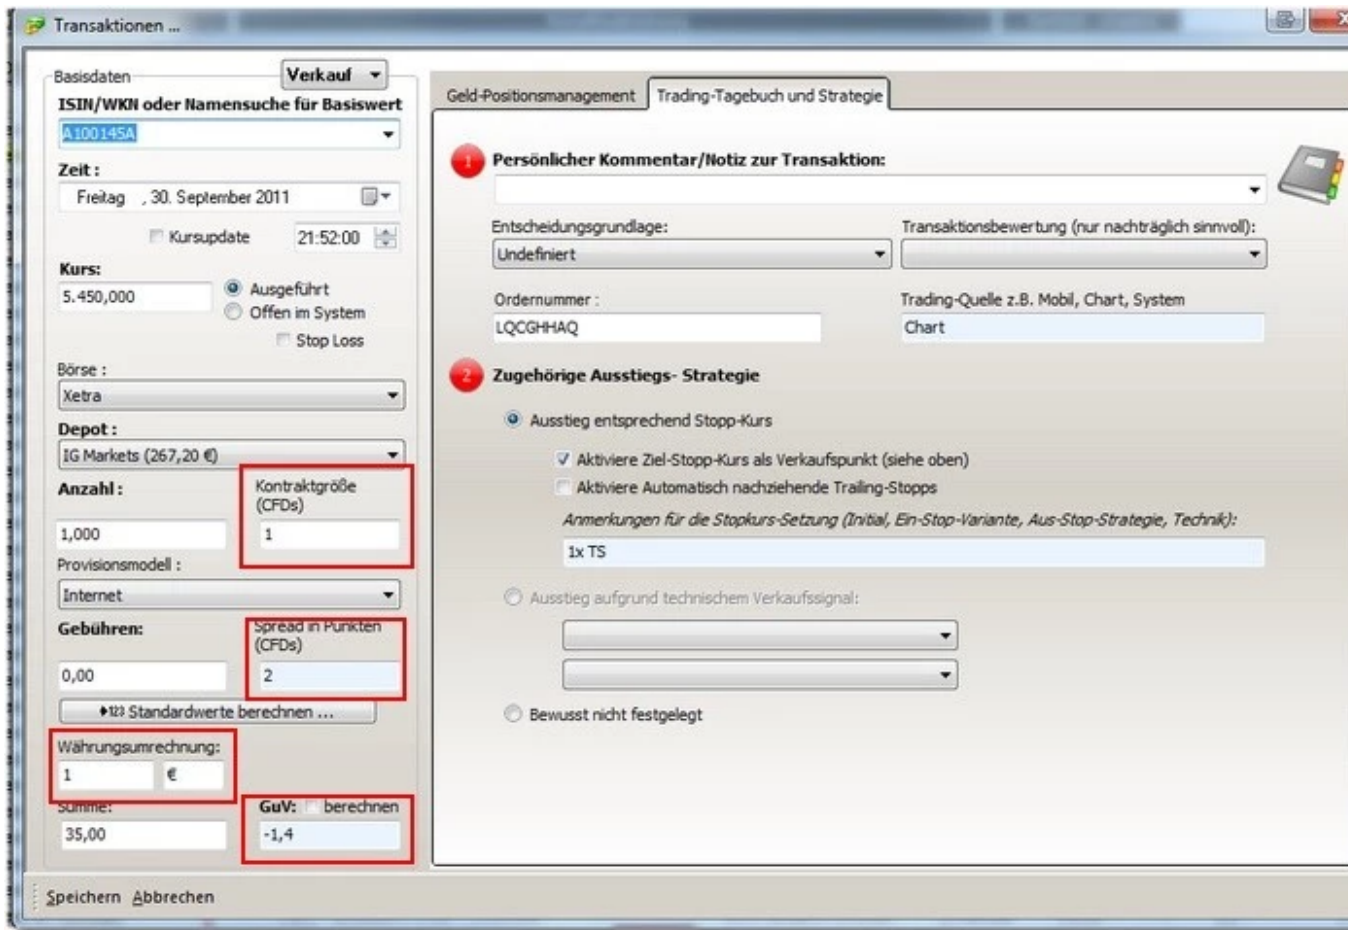 Transaktionen ...
Basisdaten
Verkauf
ISIN/WKN oder Namensuche für Basiswert
A100145A
Zeit :
Freitag , 30. September 2011
Kursupdate 21:52:00
Kurs:
5.450,000
Ausgeführt
Offen im System
Stop Loss
Börse :
Xetra
Depot :
IG Markets (267,20 €)
Anzahl :
Kontraktgröße
(CFDs)
1,000
1
Provisionsmodell :
Internet
Gebühren:
Spread in Punkten
(CFDs)
0,00
2
123 Standardwerte berechnen ...
Währungsumrechnung:
1 €
Summe:
GuV: berechnen
35,00
-1,4
Geld-Positionsmanagement
Trading-Tagebuch und Strategie
1 Persönlicher Kommentar/Notiz zur Transaktion:
Entscheidungsgrundlage:
Transaktionsbewertung (nur nachträglich sinnvoll):
Undefiniert
Ordernummer :
Trading-Quelle z.B. Mobil, Chart, System
LQCGHHAQ
Chart
2 Zugehörige Ausstiegs- Strategie
Ausstieg entsprechend Stopp-Kurs
Aktiviere Ziel-Stopp-Kurs als Verkaufspunkt (siehe oben)
Aktiviere Automatisch nachziehende Trailing-Stopps
Anmerkungen für die Stopkurs-Setzung (Initial, Ein-Stop-Variante, Aus-Stop-Strategie, Technik):
1x TS
Ausstieg aufgrund technischem Verkaufssignal:
Bewusst nicht festgelegt
Speichern Abbrechen